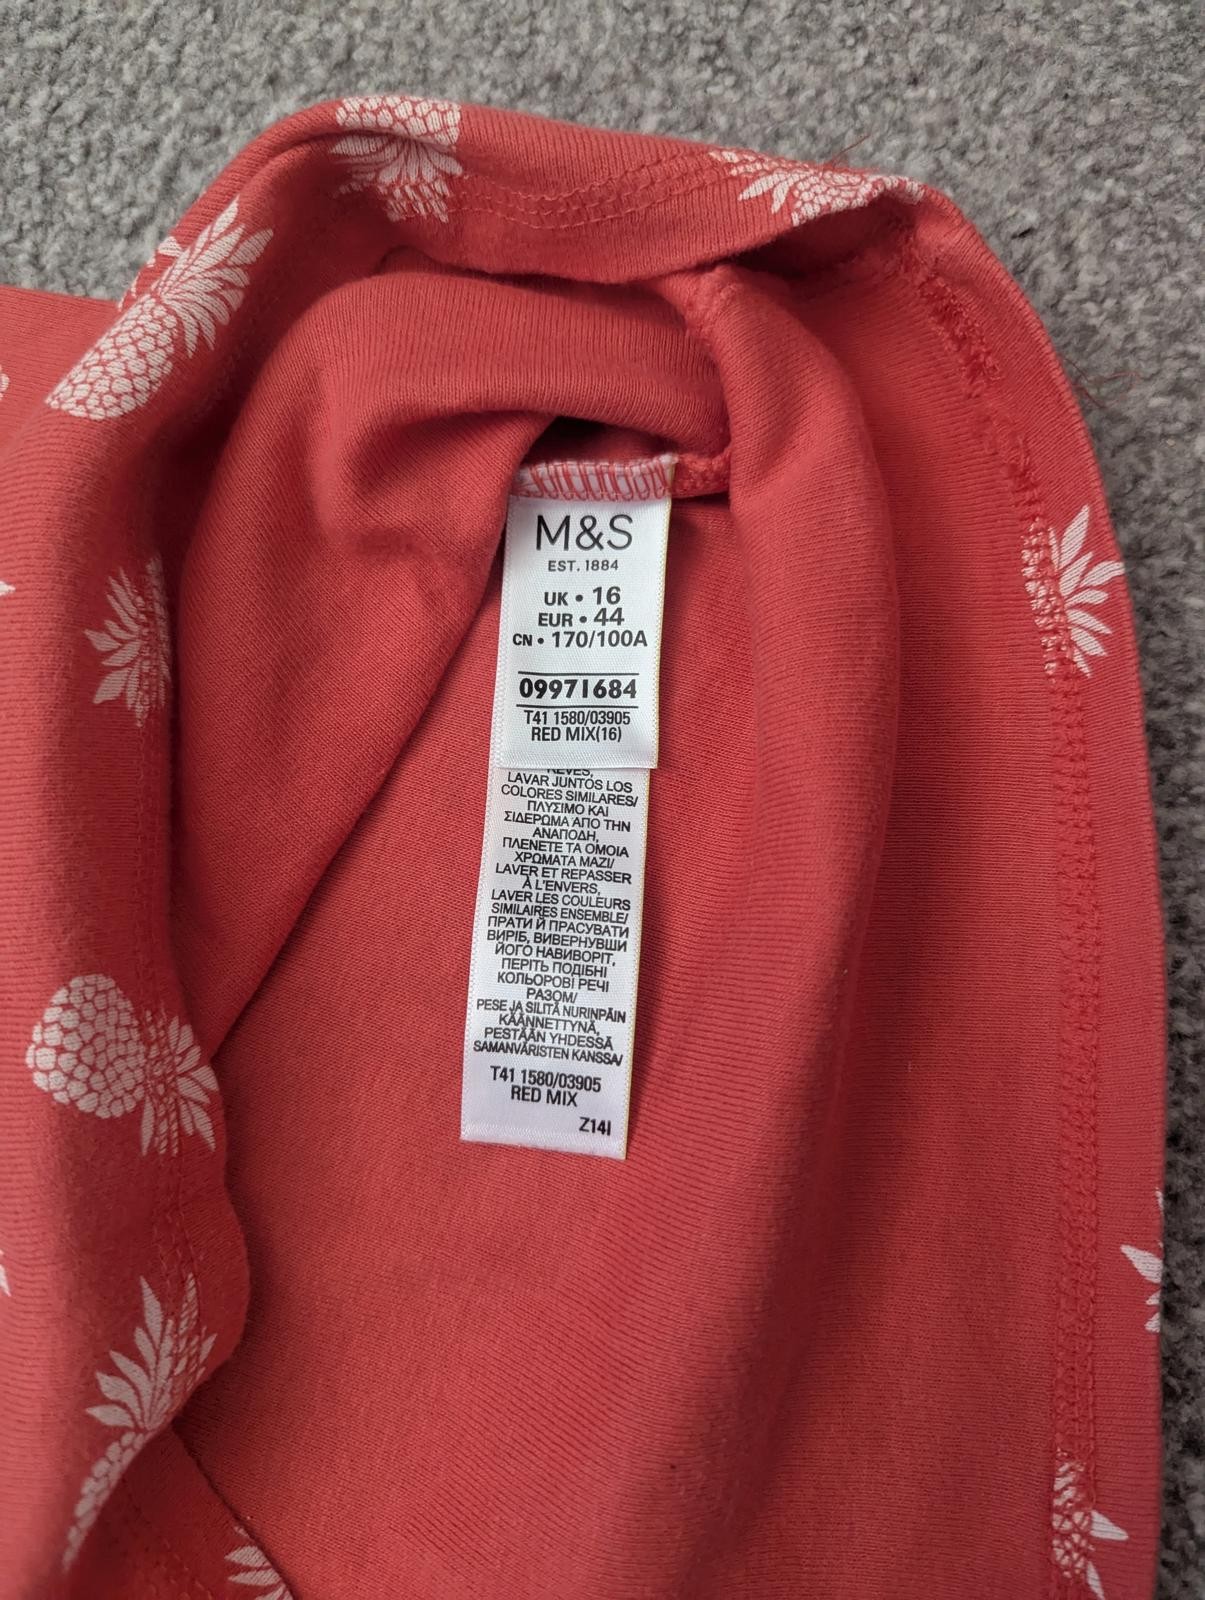 M&S
EST. 1884
UK • 16
EUR • 44
CN • 170/100A
09971684
T41 1580/03905
RED MIX(16)
LAVAR JUNTOS LOS
COLORES SIMILARES/
ΠΛΥΣΙΜΟ ΚΑΙ
ΣΙΔΕΡΩΜΑ ΑΠΟ ΤΗΝ
ΑΝΑΠΟΔΗ,
ΠΛΕΝΕΤΕ ΤΑ ΟΜΟΙΑ
ΧΡΩΜΑΤΑ ΜΑΖΙ/
LAVER ET REPASSER
À L'ENVERS,
LAVER LES COULEURS
SIMILAIRES ENSEMBLE/
ПРАТИ Й ПРАСУВАТИ
ВИРІБ, ВИВЕРНУВШИ
ЙОГО НАВИВОРІТ,
ПЕРІТЬ ПОДІБНІ
КОЛЬОРОВІ РЕЧІ
РАЗОМ/
PESE JA SILITÄ NURINPÄIN
KÄÄNNETTYNÄ,
PESTÄÄN YHDESSÄ
SAMANVÄRISTEN KANSSA/
T41 1580/03905
RED MIX
Z14I